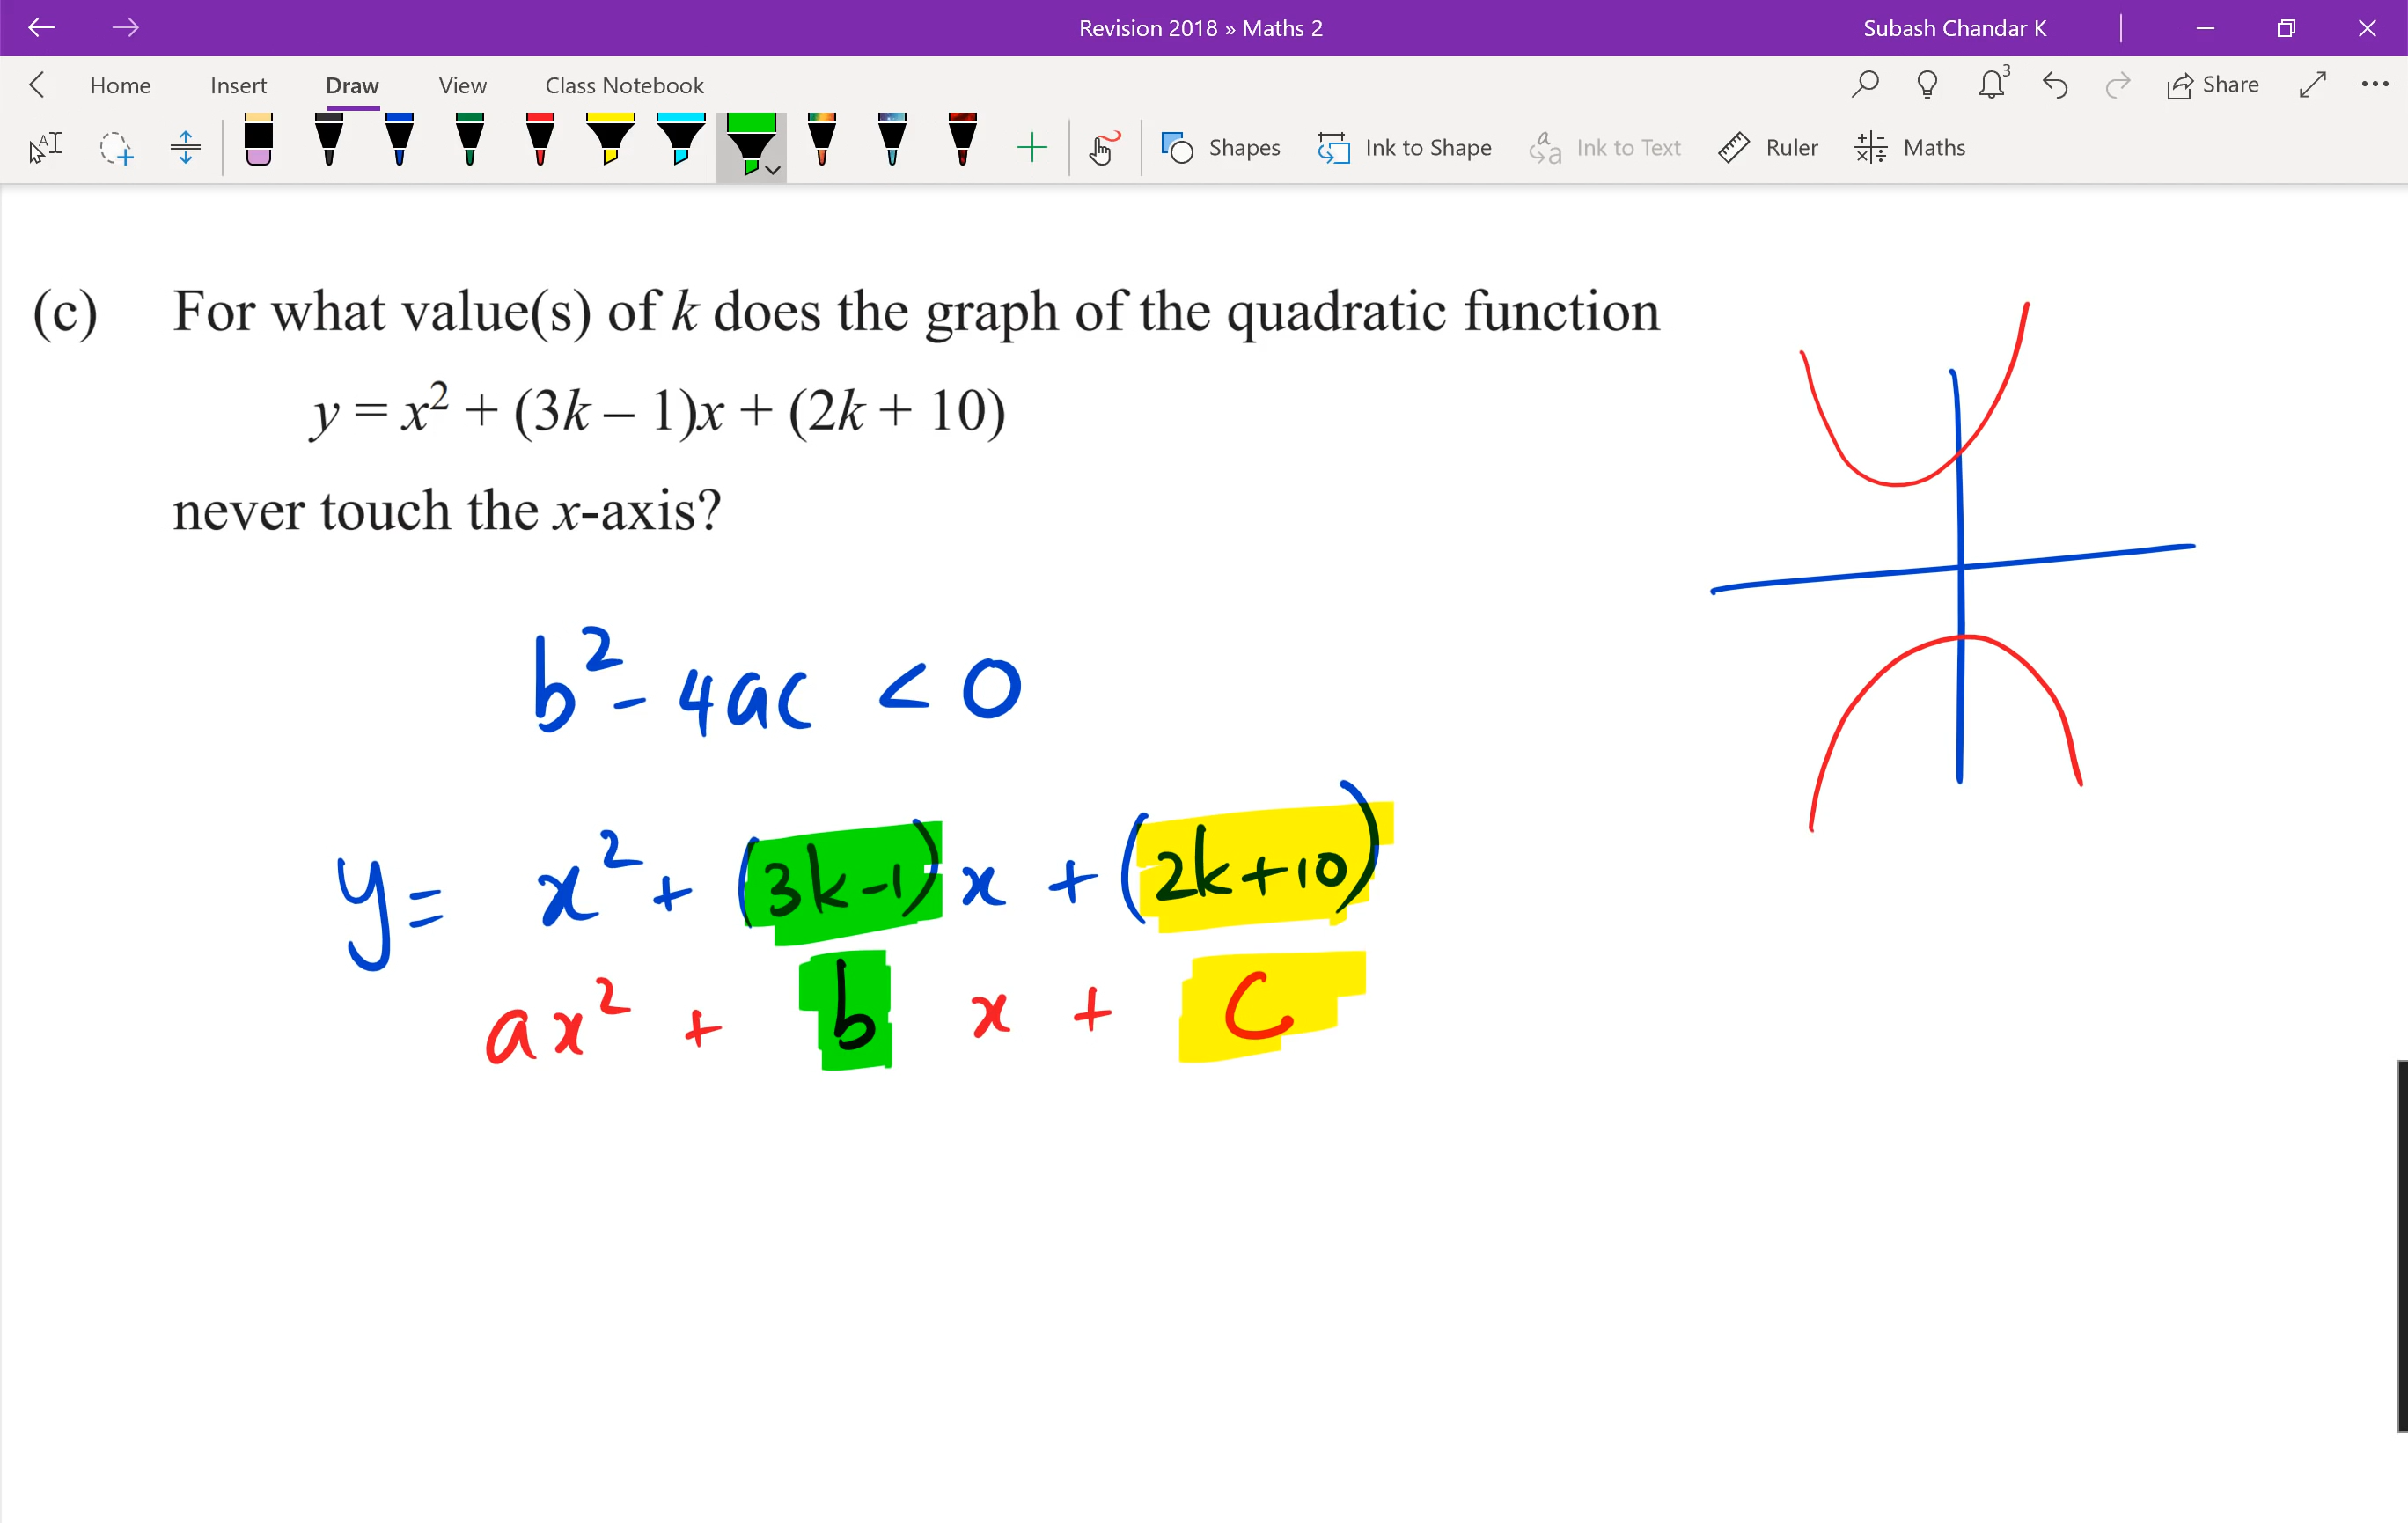 Revision 2018 » Maths 2
Subash Chandar K
Home Insert Draw View Class Notebook
3
Share
Shapes Ink to Shape Ink to Text Ruler Maths
(c) For what value(s) of k does the graph of the quadratic function
y = x² + (3k – 1)x + (2k + 10)
never touch the x-axis?
b² - 4ac < 0
y = x² + (3k-1)x + (2k+10)
ax² + b x + c